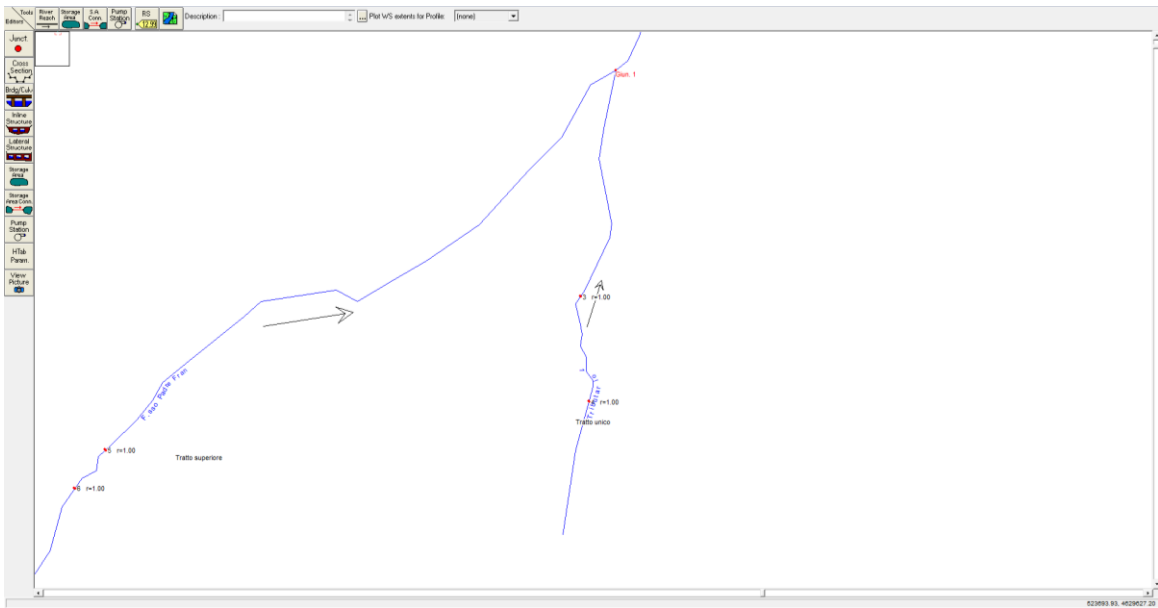 Tools
Editors
River
Reach
Storage
Area
S.A.
Conn.
Pump
Station
RS
Description :
...
Plot WS extents for Profile:
(none)
Junct.
Cross
Section
Brdg/Culv
Inline
Structure
Lateral
Structure
Storage
Area
Storage
Area Conn.
Pump
Station
HTab
Param.
View
Picture
Giun. 1
3 r=1.00
r=1.00
Tratto unico
F.sso Padre Fran
5 r=1.00
Tratto superiore
6 r=1.00
523693.93, 4629627.20